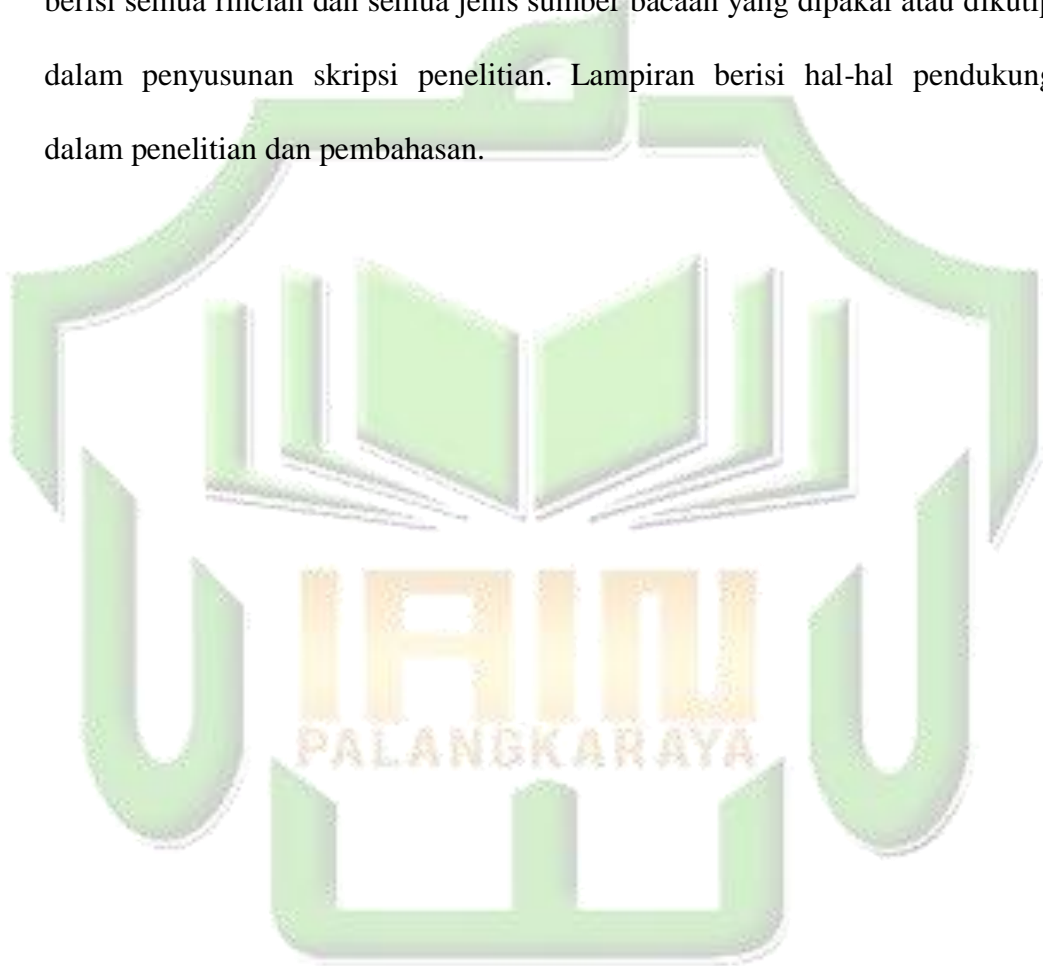 berisi semua rincian dan semua jenis sumber bacaan yang dipakai atau dikutip
dalam penyusunan skripsi penelitian. Lampiran berisi hal-hal pendukung
dalam penelitian dan pembahasan.
IAIN
PALANGKARAYA